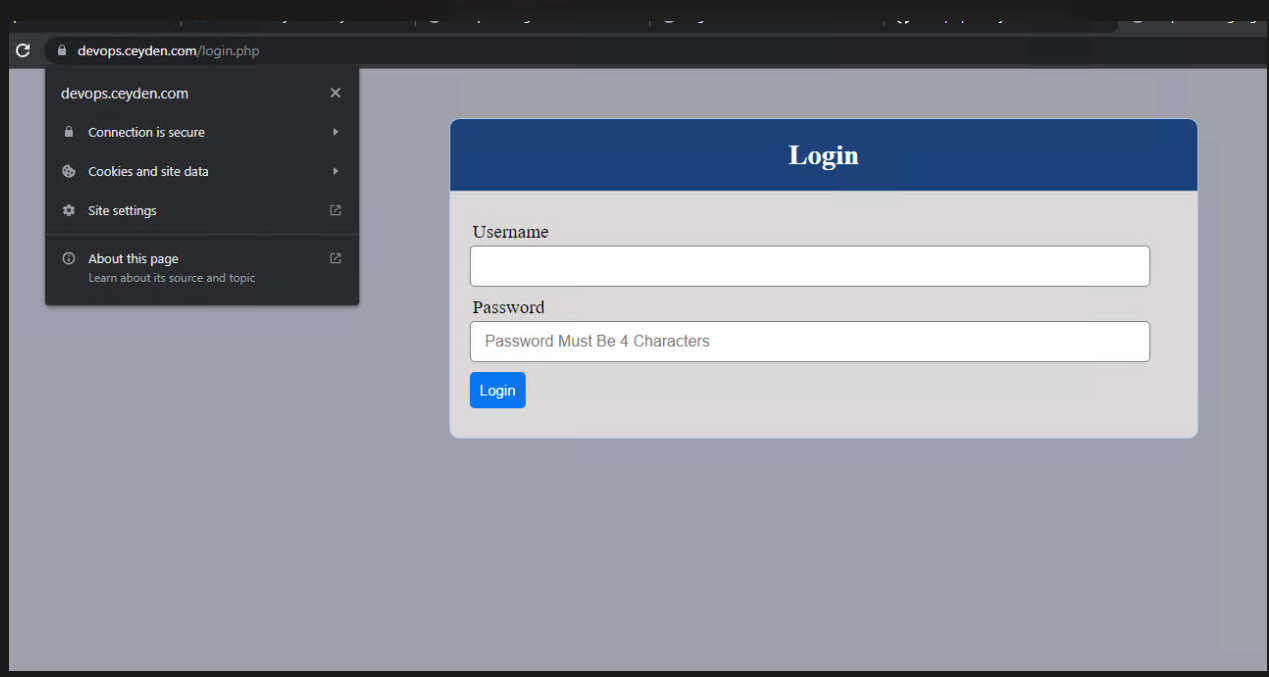 devops.ceyden.com/login.php
devops.ceyden.com
Connection is secure
Cookies and site data
Site settings
About this page
Learn about its source and topic
Login
Username
Password
Password Must Be 4 Characters
Login